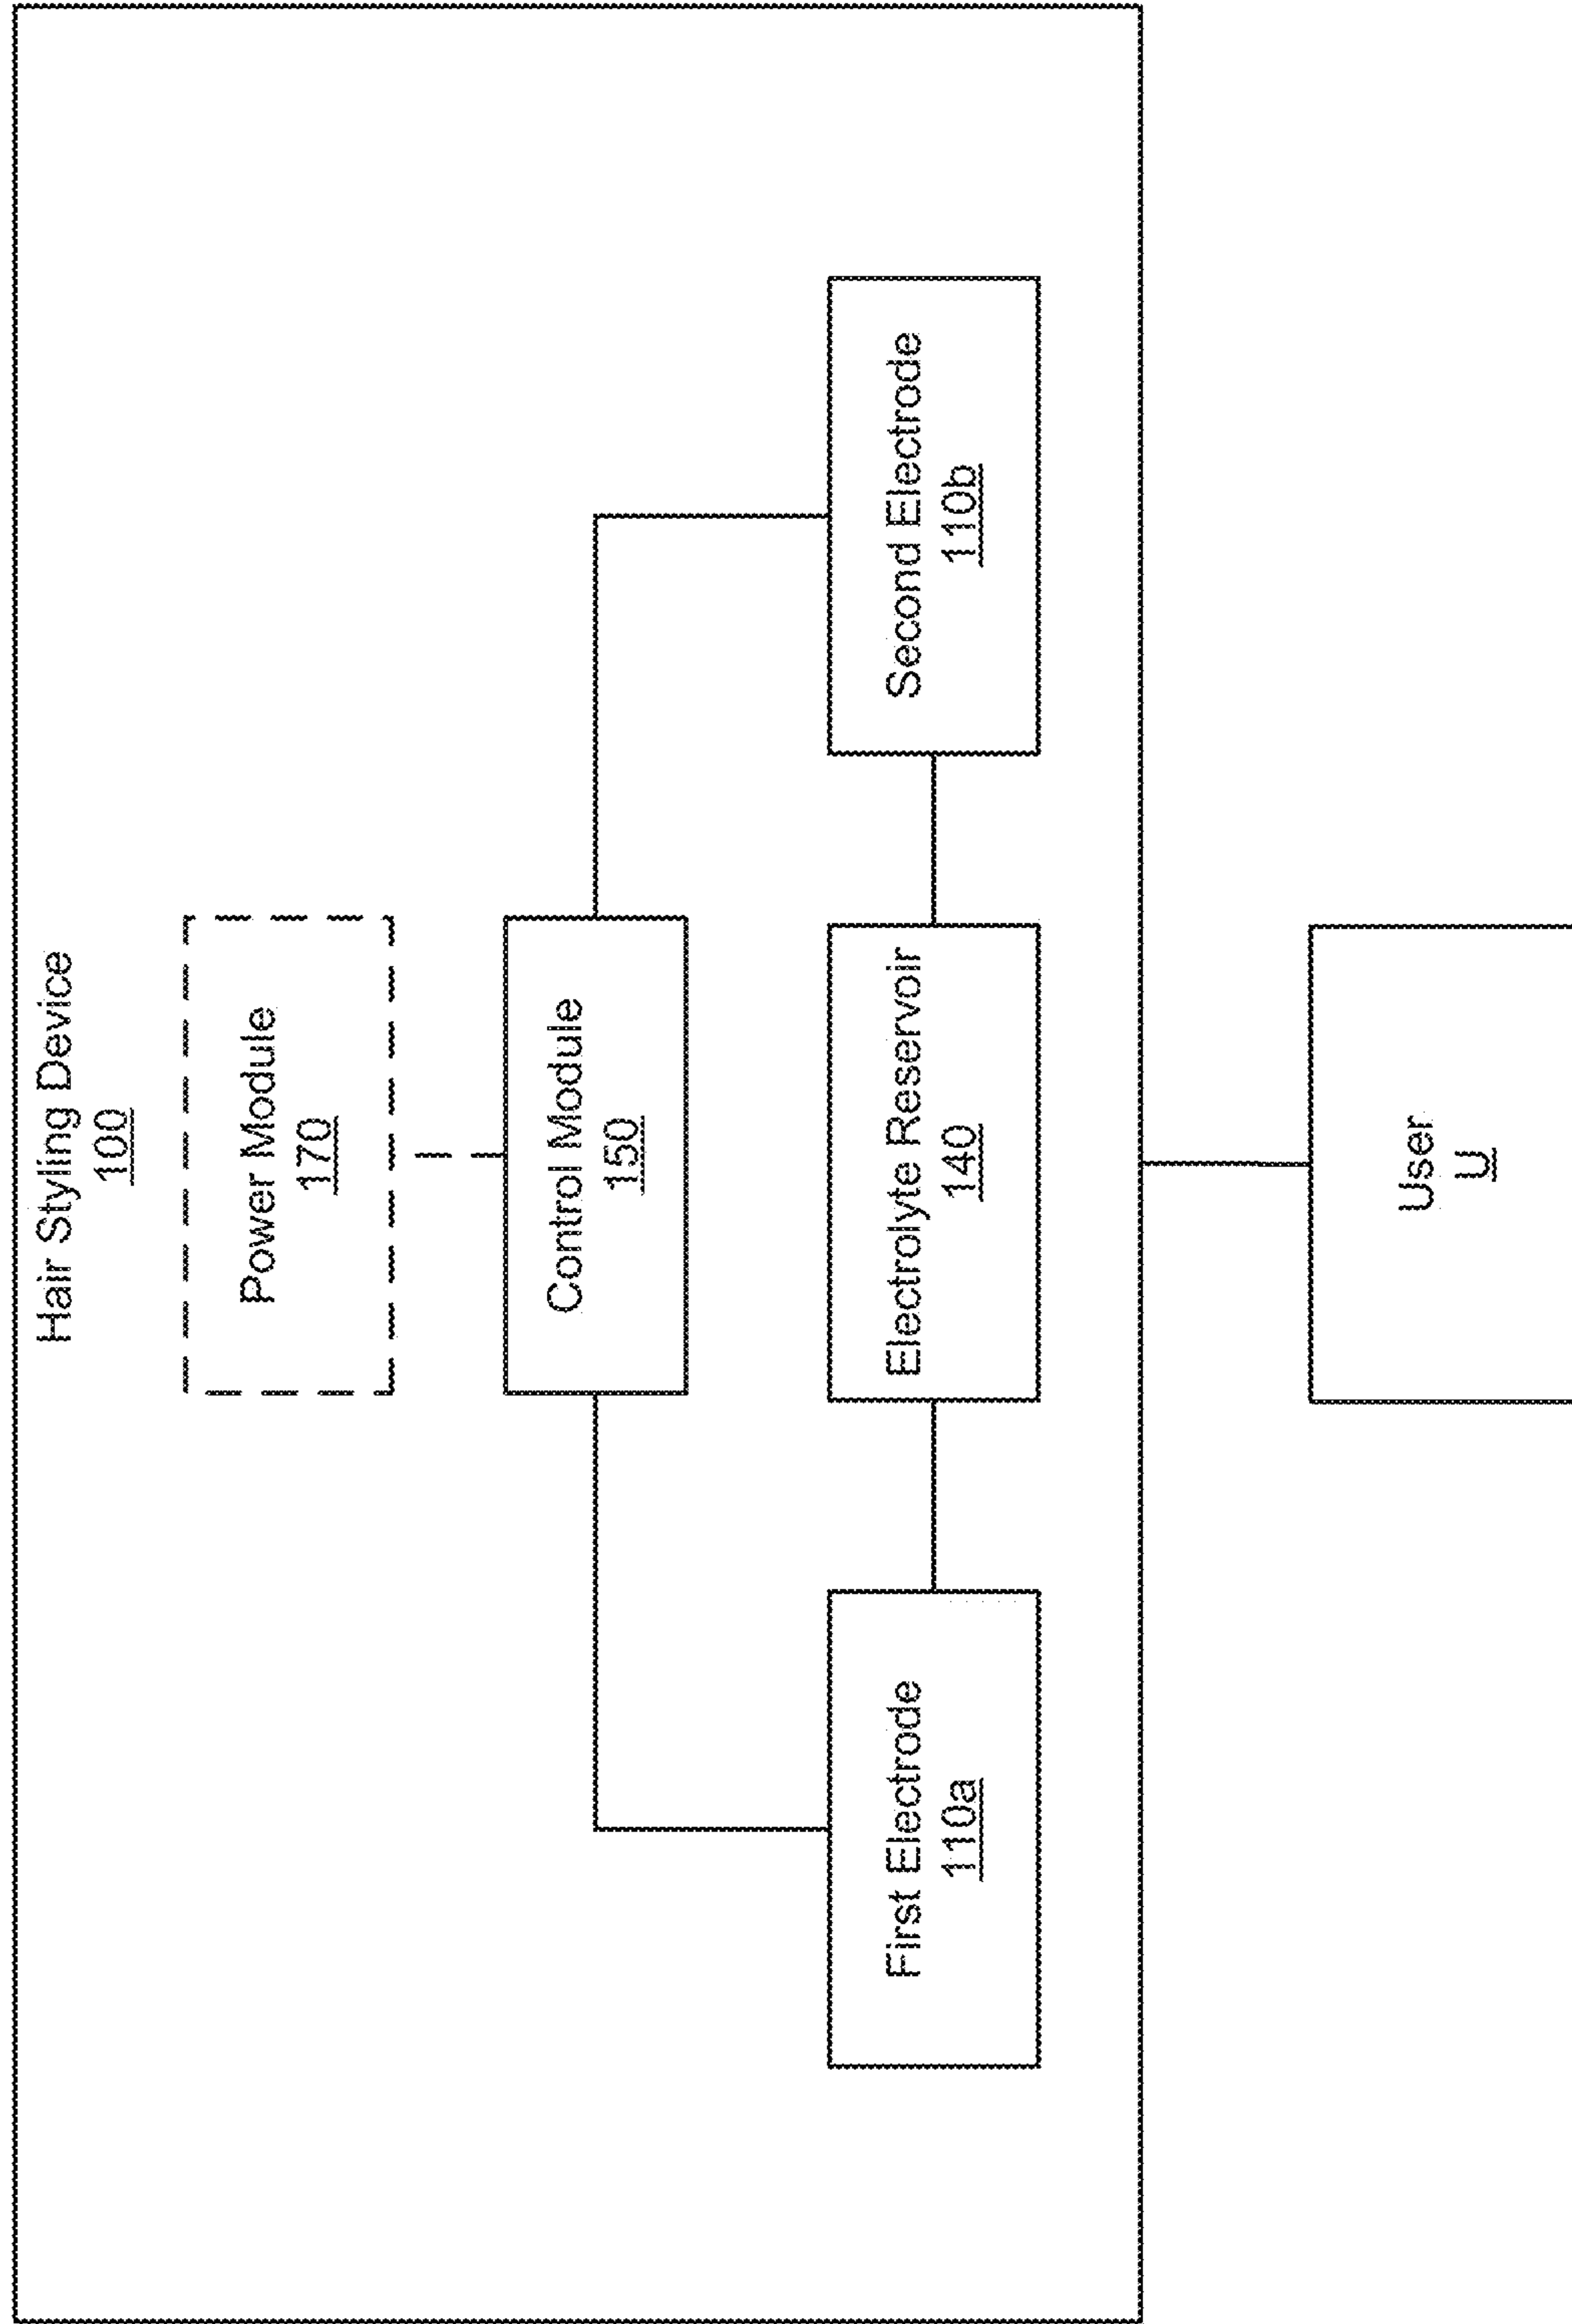 Hair Styling Device
100
Power Module
170
Control Module
150
First Electrode
110a
Electrolyte Reservoir
140
Second Electrode
110b
User
U